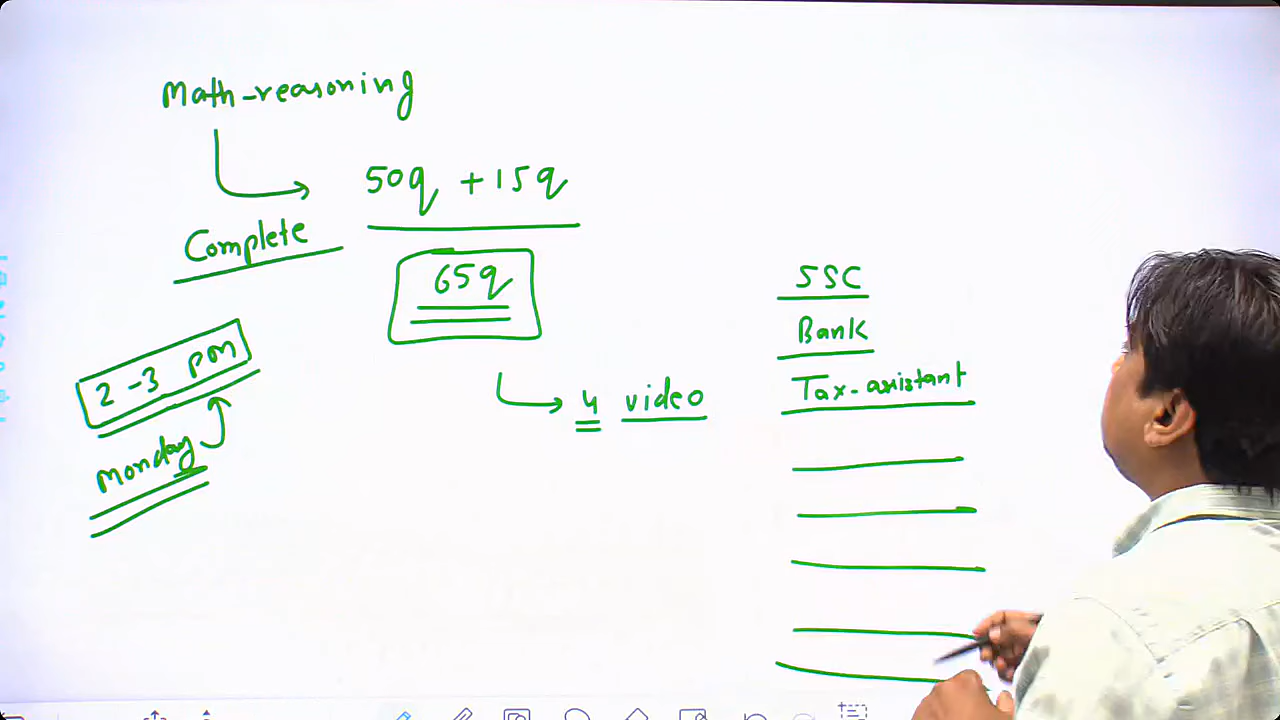 Math-reasoning
50q + 15q
Complete
65q
2-3 pm
monday
4 video
SSC
Bank
Tax-assistant